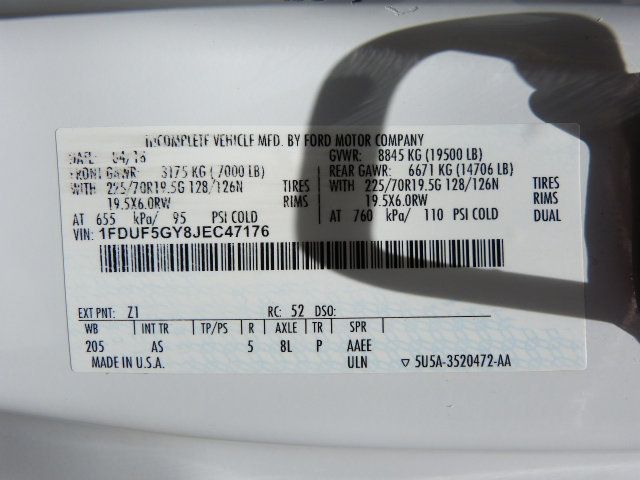 INCOMPLETE VEHICLE MFD. BY FORD MOTOR COMPANY
DATE: 04/18 GVWR: 8845 KG (19500 LB)
FRONT GAWR: 3175 KG ( 7000 LB) REAR GAWR: 6671 KG (14706 LB)
WITH 225/70R19.5G 128/126N TIRES WITH 225/70R19.5G 128/126N TIRES
19.5X6.0RW RIMS 19.5X6.0RW RIMS
AT 655 kPa/ 95 PSI COLD AT 760 kPa/ 110 PSI COLD DUAL
VIN: 1FDUF5GY8JEC47176
EXT PNT: Z1 RC: 52 DSO:
WB INT TR TP/PS R AXLE TR SPR
205 AS 5 8L P AAEE
MADE IN U.S.A. ULN ▽5U5A-3520472-AA